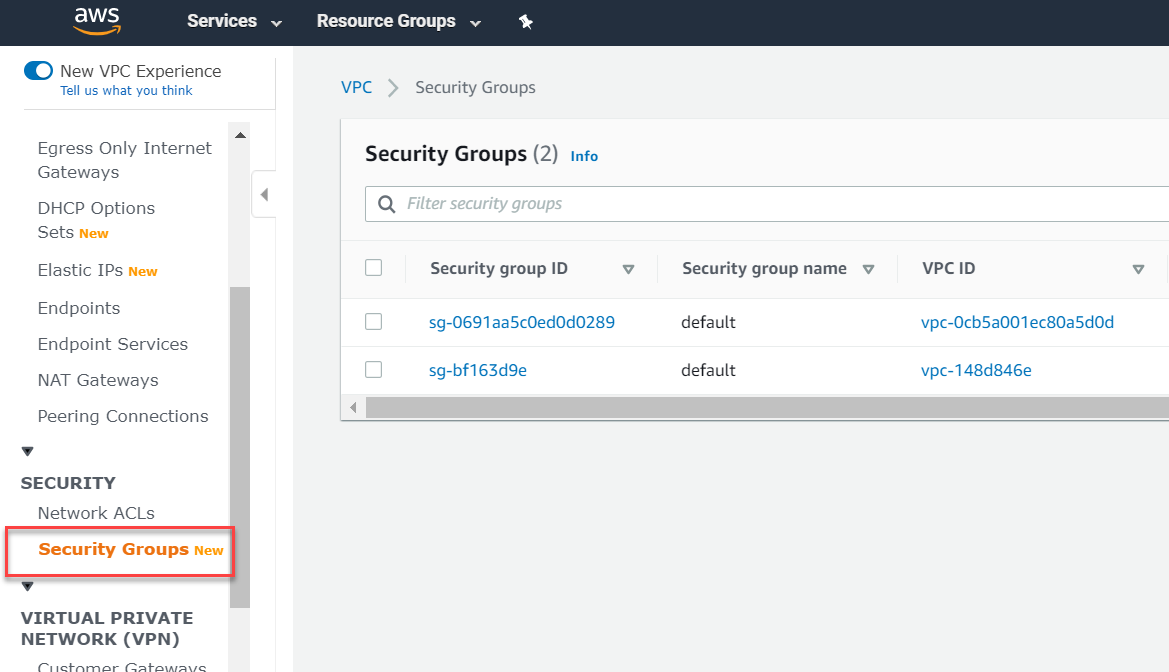 aws
Services
Resource Groups
New VPC Experience
Tell us what you think
Egress Only Internet
Gateways
DHCP Options
Sets New
Elastic IPs New
Endpoints
Endpoint Services
NAT Gateways
Peering Connections
SECURITY
Network ACLs
Security Groups New
VIRTUAL PRIVATE
NETWORK (VPN)
Customer Gateways
VPC Security Groups
Security Groups (2) Info
Filter security groups
Security group ID Security group name VPC ID
sg-0691aa5c0ed0d0289 default vpc-0cb5a001ec80a5d0d
sg-bf163d9e default vpc-148d846e